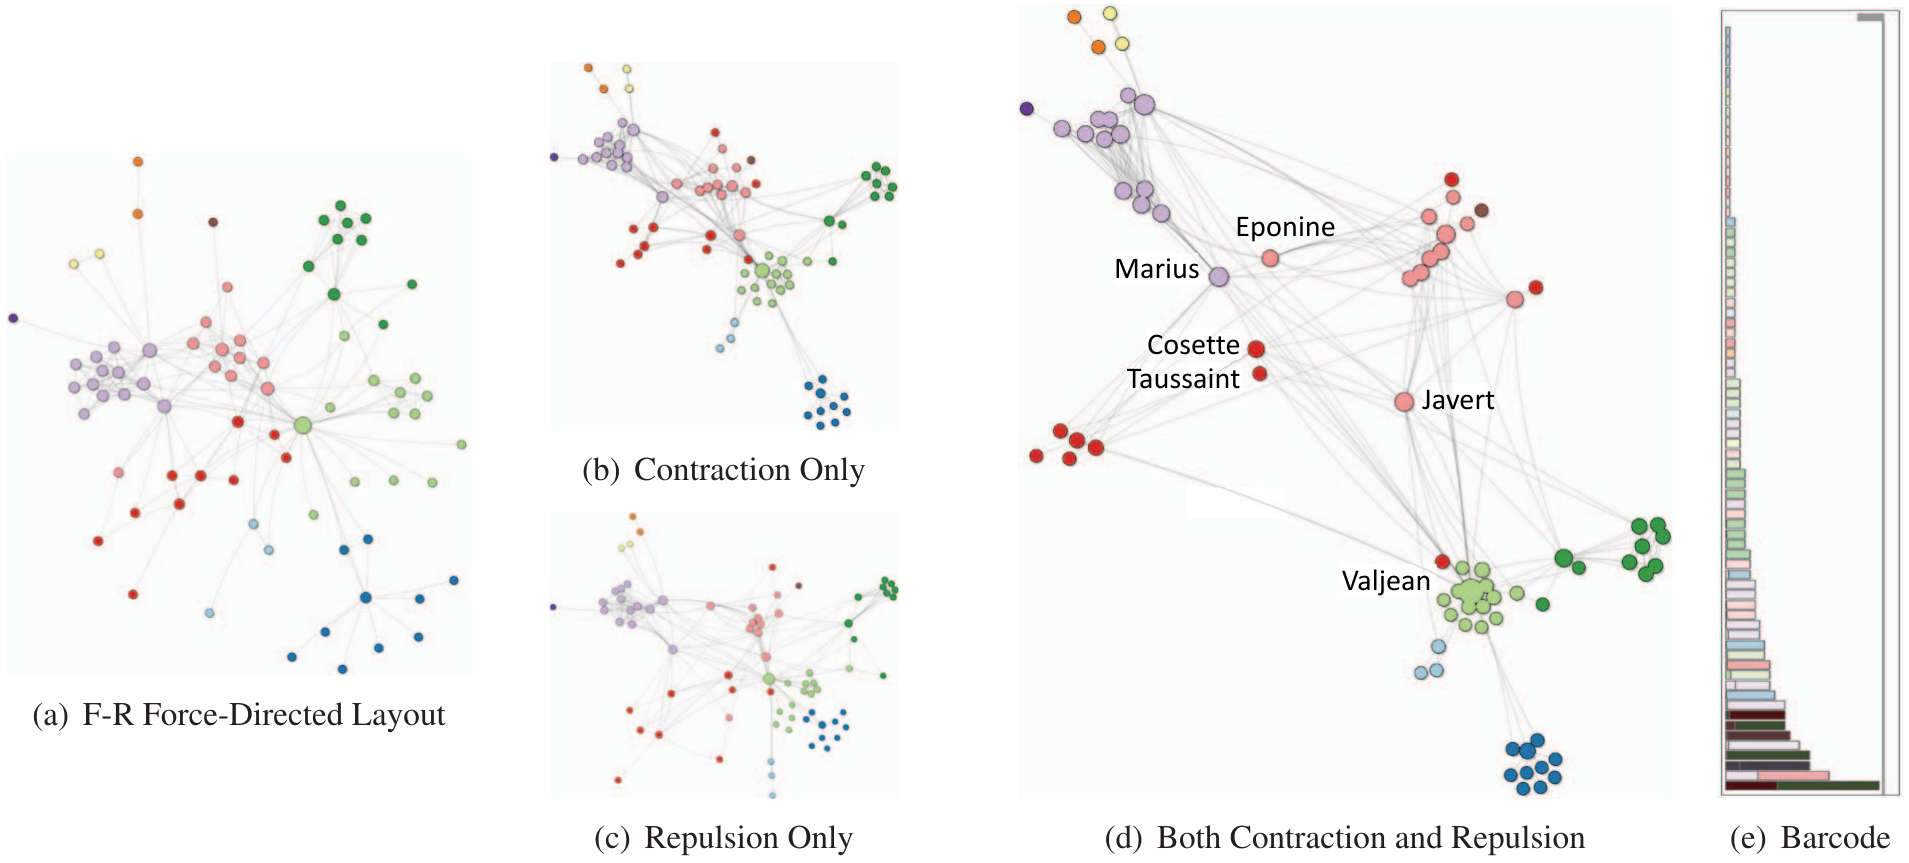 Eponine
Marius
Cosette
Taussaint
Javert
Valjean
(a) F-R Force-Directed Layout
(b) Contraction Only
(c) Repulsion Only
(d) Both Contraction and Repulsion
(e) Barcode